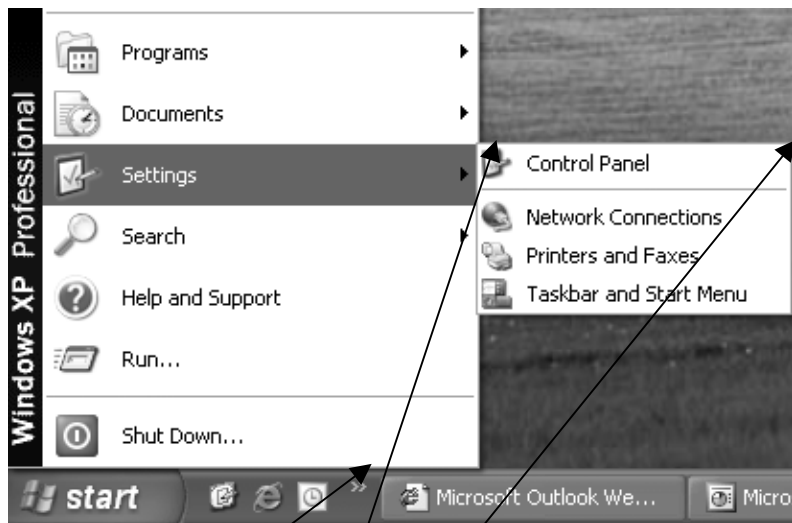 Windows XP Professional
Programs
Documents
Settings
Search
Help and Support
Run...
Shut Down...
Control Panel
Network Connections
Printers and Faxes
Taskbar and Start Menu
start
»
Microsoft Outlook We...
Micro